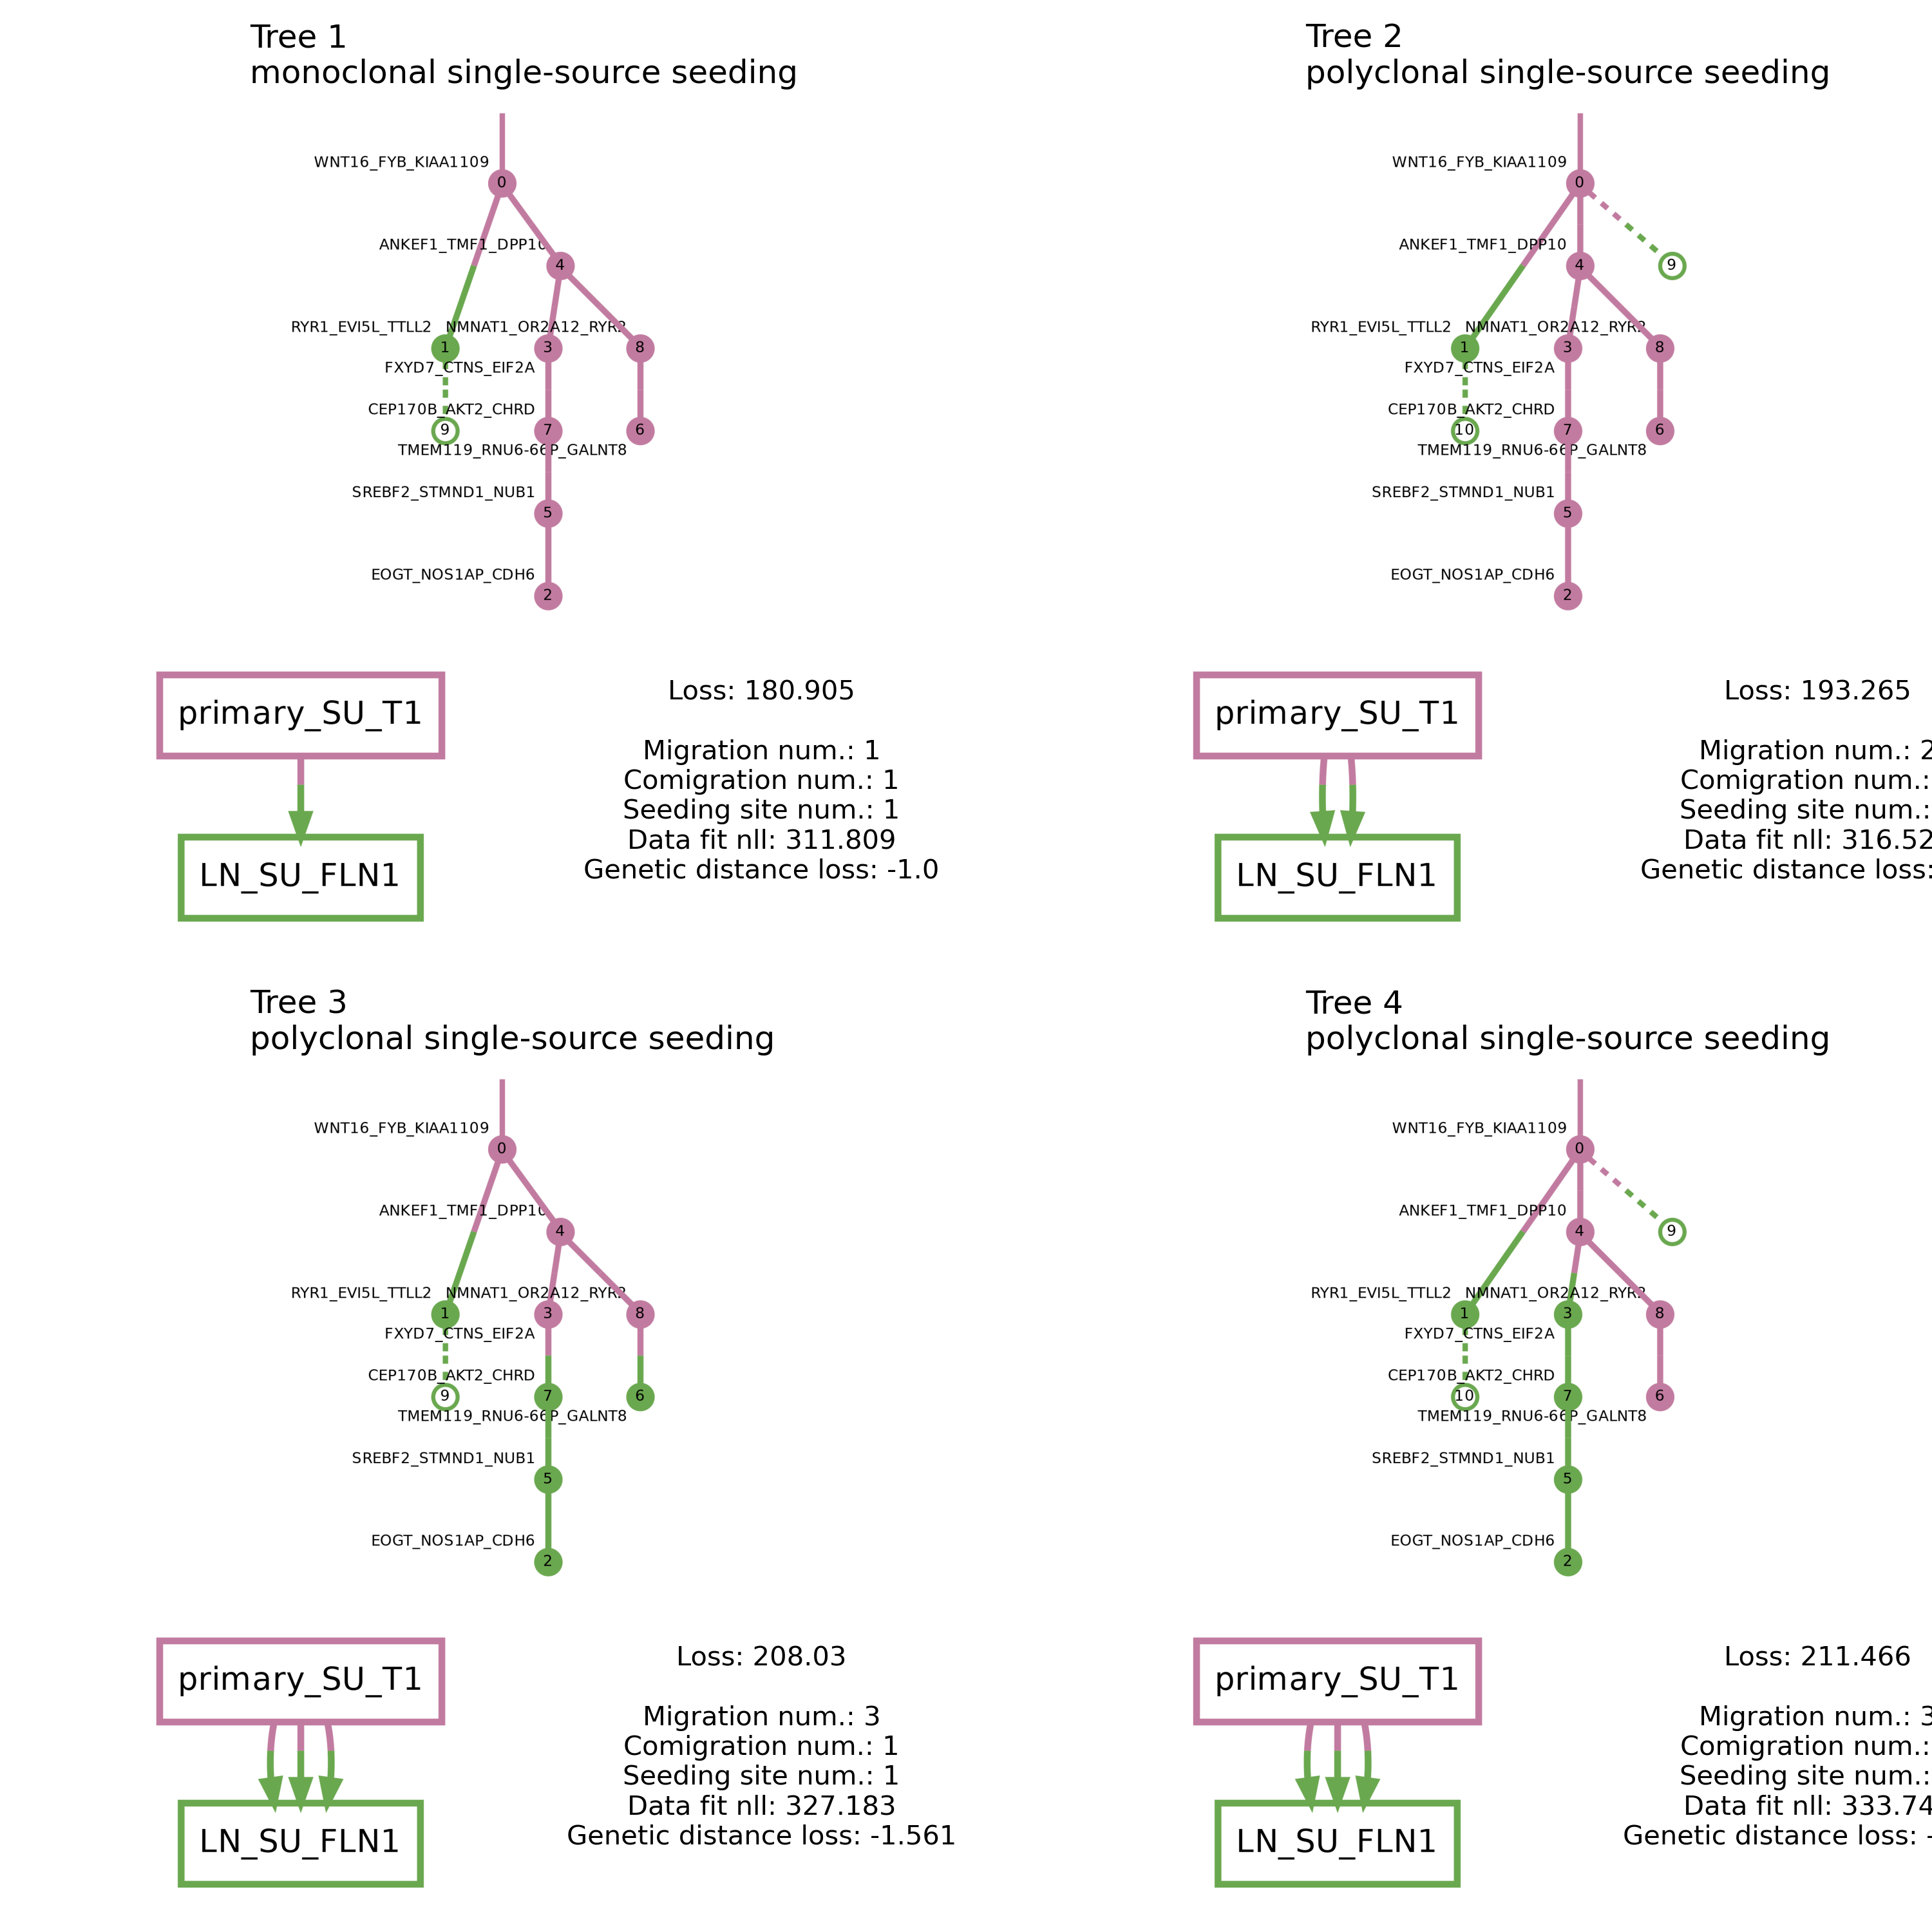 Tree 1
monoclonal single-source seeding
WNT16_FYB_KIAA1109
0
ANKEF1_TMF1_DPP10
4
RYR1_EVI5L_TTLL2
NMNAT1_OR2A12_RYR2
1
3
8
FXYD7_CTNS_EIF2A
CEP170B_AKT2_CHRD
9
7
6
TMEM119_RNU6-66P_GALNT8
SREBF2_STMND1_NUB1
5
EOGT_NOS1AP_CDH6
2
primary_SU_T1
LN_SU_FLN1
Loss: 180.905
Migration num.: 1
Comigration num.: 1
Seeding site num.: 1
Data fit nll: 311.809
Genetic distance loss: -1.0
Tree 2
polyclonal single-source seeding
WNT16_FYB_KIAA1109
0
ANKEF1_TMF1_DPP10
4
9
RYR1_EVI5L_TTLL2
NMNAT1_OR2A12_RYR2
1
3
8
FXYD7_CTNS_EIF2A
CEP170B_AKT2_CHRD
10
7
6
TMEM119_RNU6-66P_GALNT8
SREBF2_STMND1_NUB1
5
EOGT_NOS1AP_CDH6
2
primary_SU_T1
LN_SU_FLN1
Loss: 193.265
Migration num.: 2
Comigration num.:
Seeding site num.:
Data fit nll: 316.52
Genetic distance loss:
Tree 3
polyclonal single-source seeding
WNT16_FYB_KIAA1109
0
ANKEF1_TMF1_DPP10
4
RYR1_EVI5L_TTLL2
NMNAT1_OR2A12_RYR2
1
3
8
FXYD7_CTNS_EIF2A
CEP170B_AKT2_CHRD
9
7
6
TMEM119_RNU6-66P_GALNT8
SREBF2_STMND1_NUB1
5
EOGT_NOS1AP_CDH6
2
primary_SU_T1
LN_SU_FLN1
Loss: 208.03
Migration num.: 3
Comigration num.: 1
Seeding site num.: 1
Data fit nll: 327.183
Genetic distance loss: -1.561
Tree 4
polyclonal single-source seeding
WNT16_FYB_KIAA1109
0
ANKEF1_TMF1_DPP10
4
9
RYR1_EVI5L_TTLL2
NMNAT1_OR2A12_RYR2
1
3
8
FXYD7_CTNS_EIF2A
CEP170B_AKT2_CHRD
10
7
6
TMEM119_RNU6-66P_GALNT8
SREBF2_STMND1_NUB1
5
EOGT_NOS1AP_CDH6
2
primary_SU_T1
LN_SU_FLN1
Loss: 211.466
Migration num.: 3
Comigration num.:
Seeding site num.:
Data fit nll: 333.74
Genetic distance loss: -